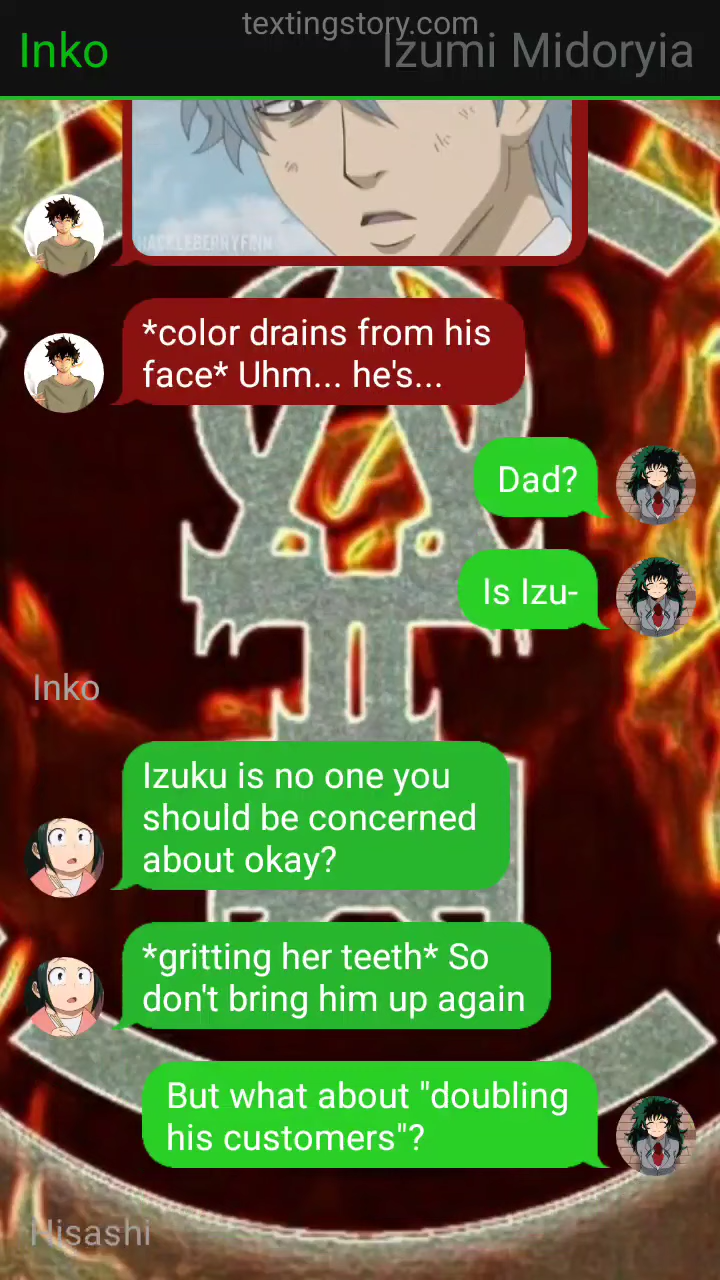 textingstory.com
Inko
Izumi Midoryia
HACKLEBERRYFINN
*color drains from his
face* Uhm... he's...
Dad?
Is Izu-
Inko
Izuku is no one you
should be concerned
about okay?
*gritting her teeth* So
don't bring him up again
But what about "doubling
his customers"?
Hisashi